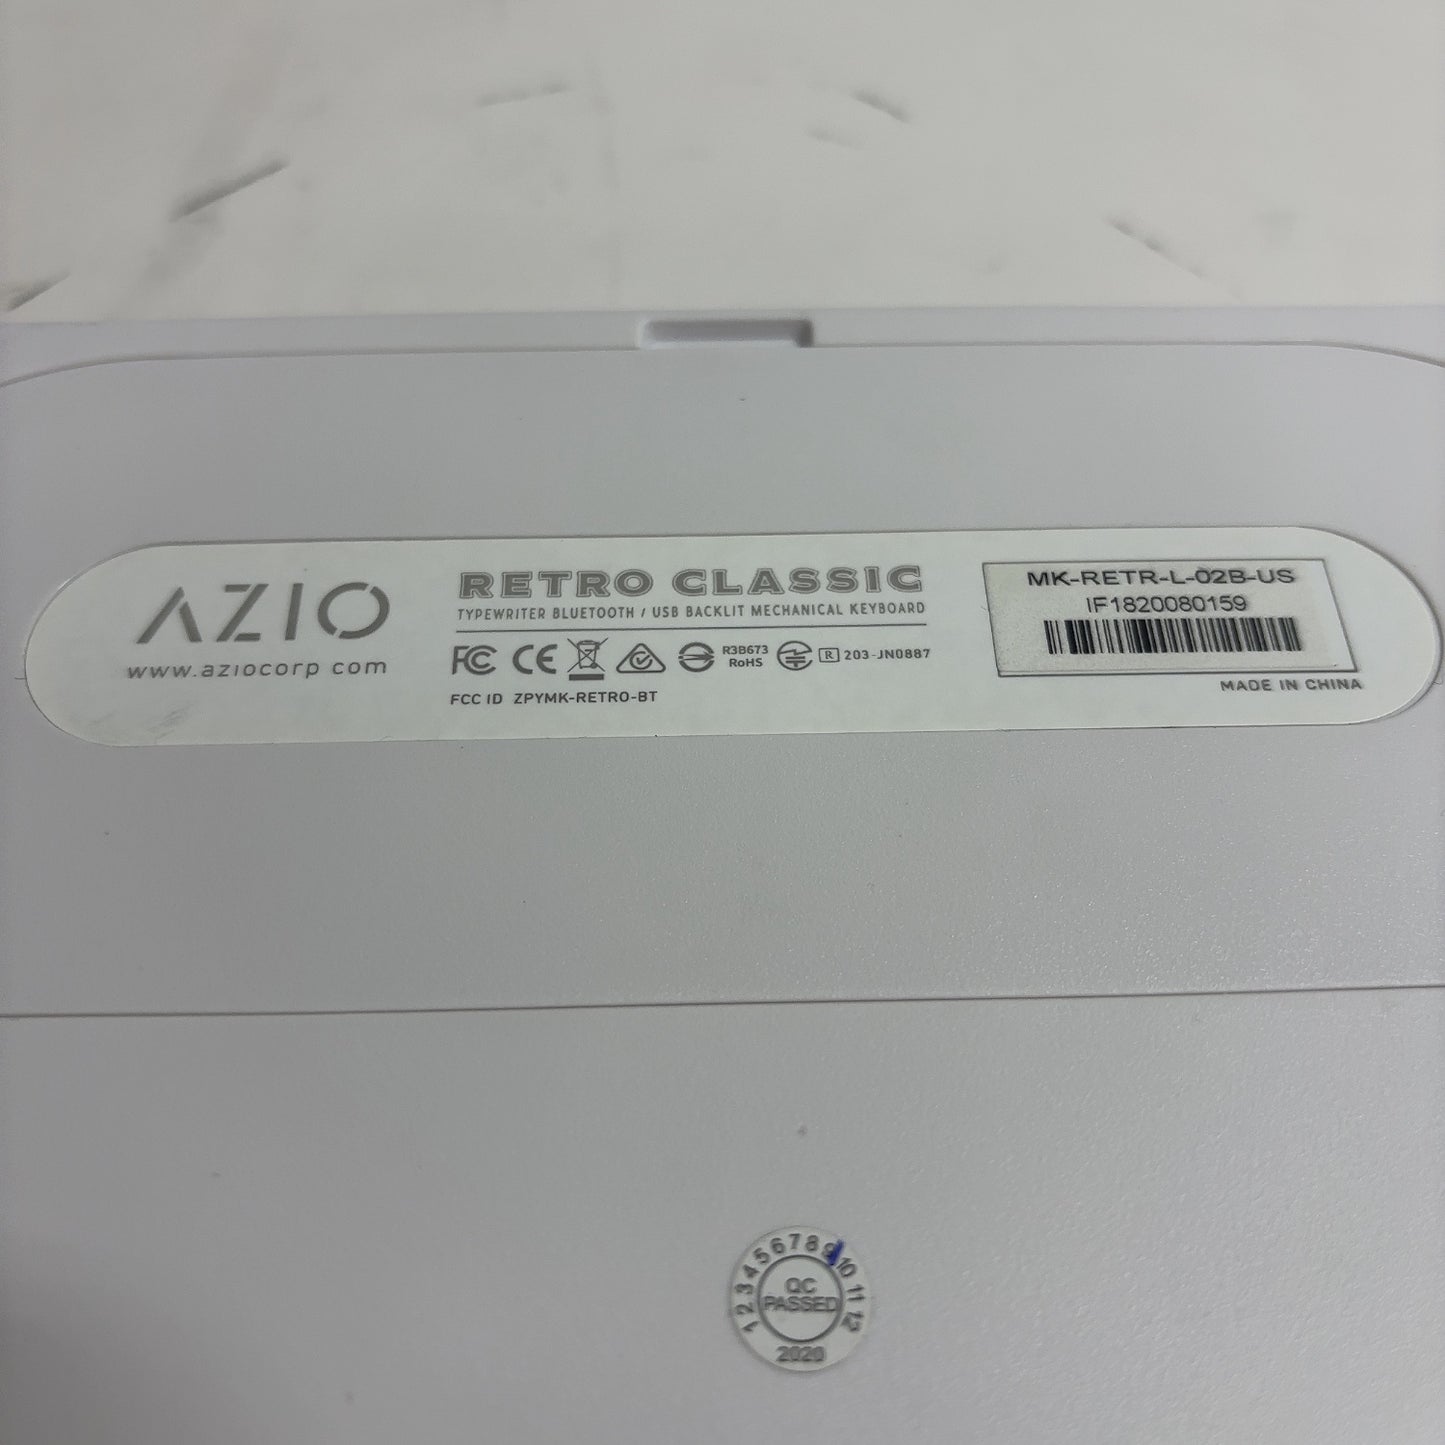 AZIO
www.aziocorp com
RETRO CLASSIC
TYPEWRITER BLUETOOTH / USB BACKLIT MECHANICAL KEYBOARD
FC CE R3B673 RoHS R 203-JN0887
FCC ID ZPYMK-RETRO-BT
MK-RETR-L-02B-US
IF1820080159
MADE IN CHINA
1 2 3 4 5 6 7 8 9 10 11 12
QC
PASSED
2020